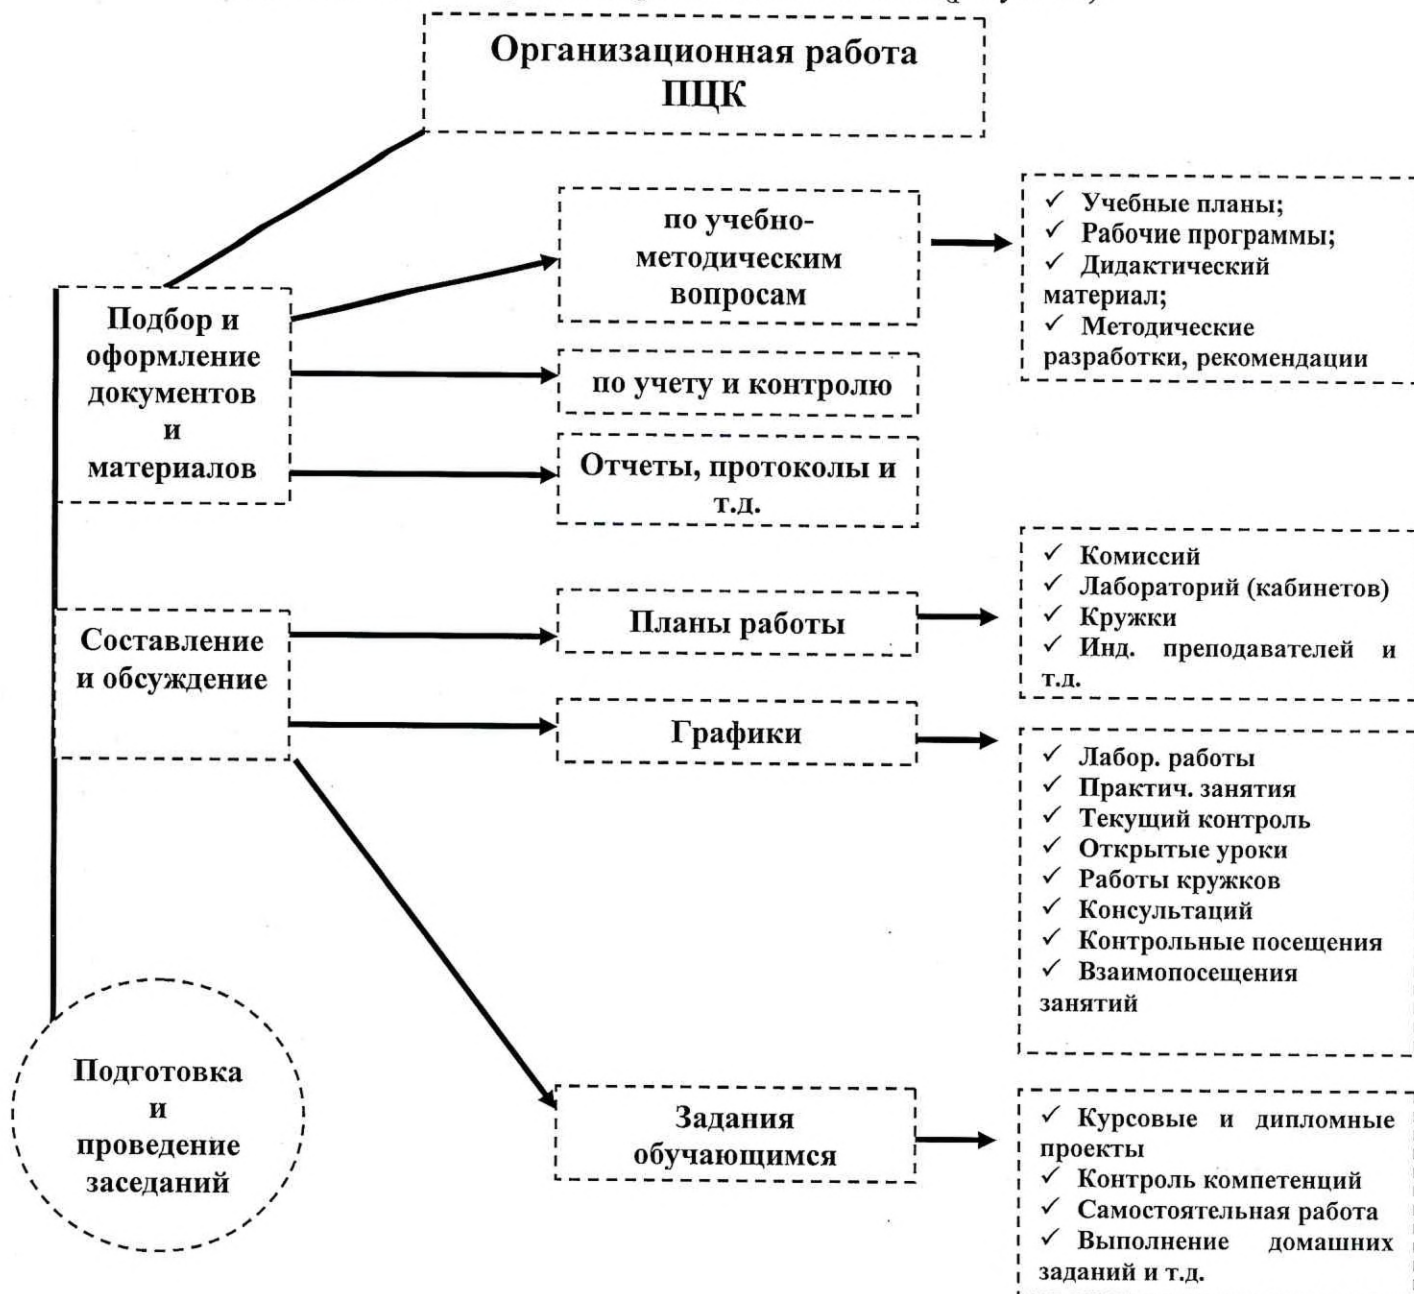 Организационная работа
ПЦК
Подбор и
оформление
документов
и
материалов
по учебно-
методическим
вопросам
✓ Учебные планы;
✓ Рабочие программы;
✓ Дидактический
материал;
✓ Методические
разработки, рекомендации
по учету и контролю
Отчеты, протоколы и
т.д.
Составление
и обсуждение
Планы работы
✓ Комиссий
✓ Лабораторий (кабинетов)
✓ Кружки
✓ Инд. преподавателей и
т.д.
Графики
✓ Лабор. работы
✓ Практич. занятия
✓ Текущий контроль
✓ Открытые уроки
✓ Работы кружков
✓ Консультаций
✓ Контрольные посещения
✓ Взаимопосещения
занятий
Задания
обучающимся
✓ Курсовые и дипломные
проекты
✓ Контроль компетенций
✓ Самостоятельная работа
✓ Выполнение домашних
заданий и т.д.
Подготовка
и
проведение
заседаний